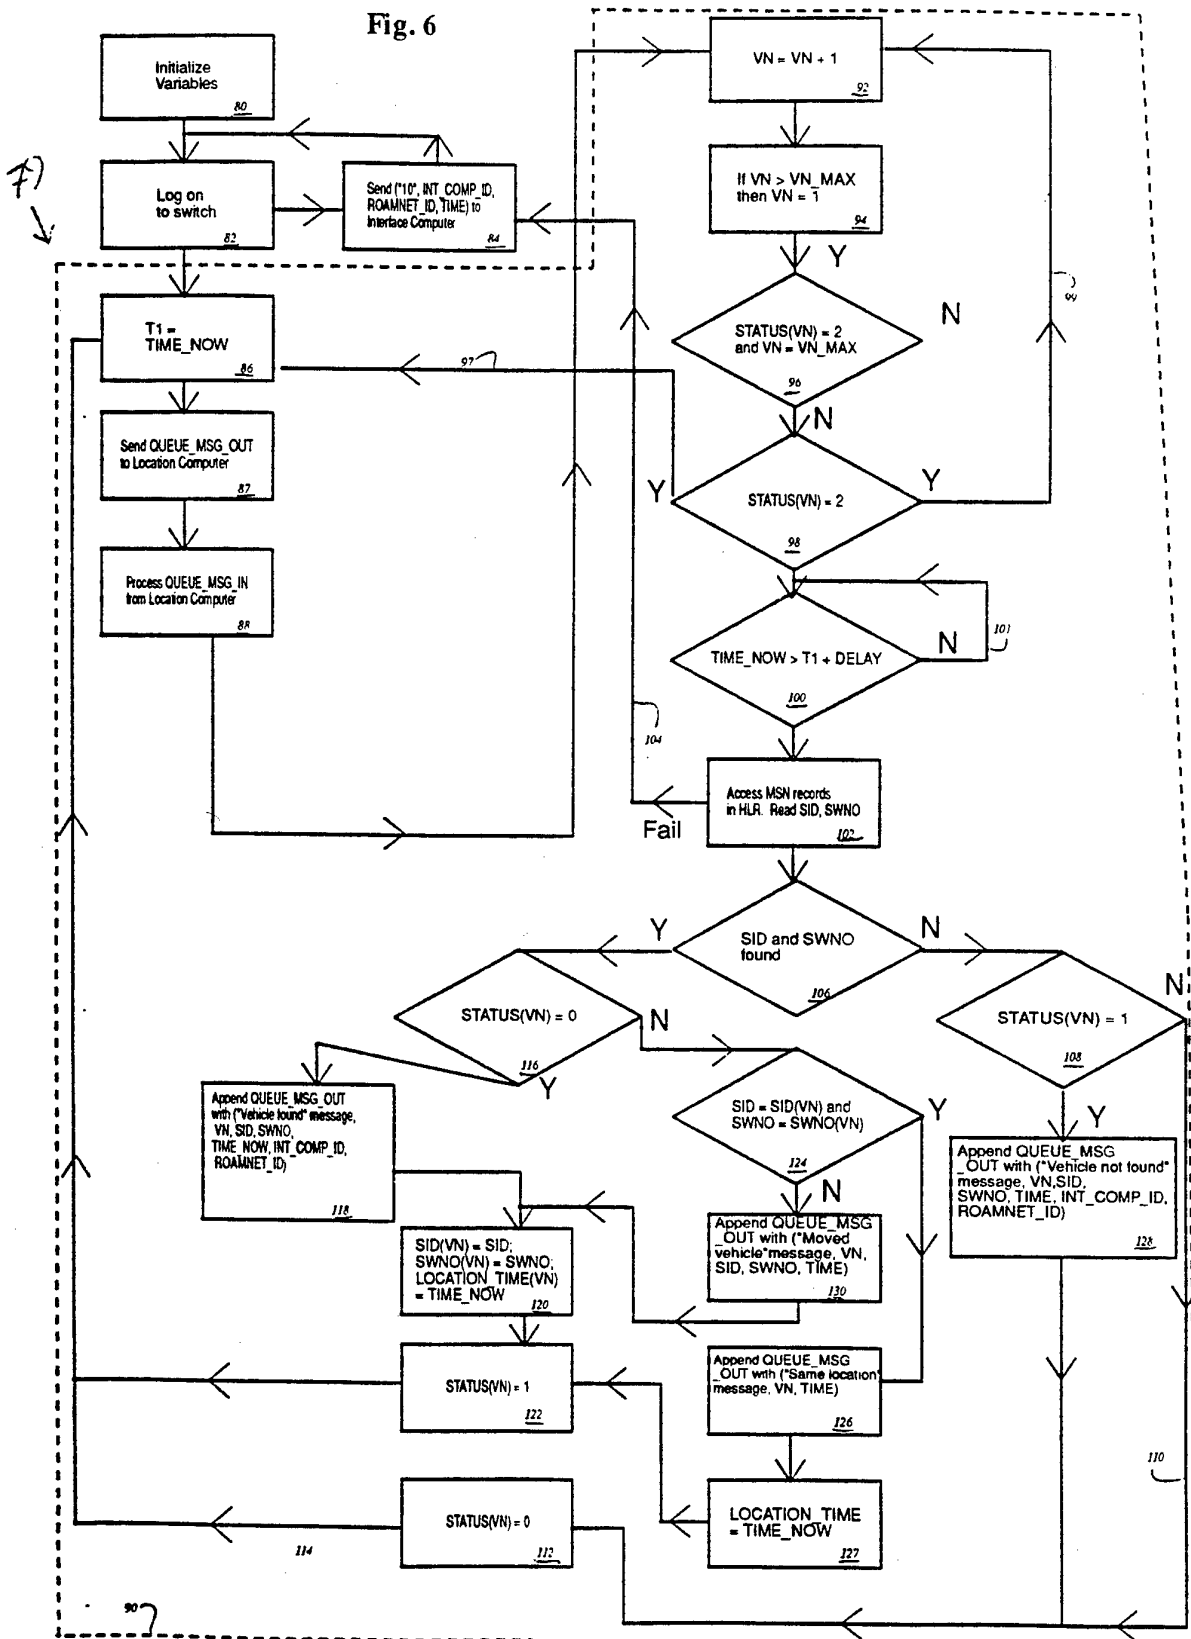 Fig. 6
Initialize
Variables
80
Log on
to switch
82
Send ("10", INT_COMP_ID,
ROAMNET_ID, TIME) to
Interface Computer
84
T1 =
TIME_NOW
86
Send QUEUE_MSG_OUT
to Location Computer
87
Process QUEUE_MSG_IN
from Location Computer
88
VN = VN + 1
92
If VN > VN_MAX
then VN = 1
94
Y
STATUS(VN) = 2
and VN = VN_MAX
96
N
N
97
99
Y
STATUS(VN) = 2
98
Y
TIME_NOW > T1 + DELAY
100
N
101
104
Access MSN records
in HLR. Read SID, SWNO
102
Fail
Y
SID and SWNO
found
106
N
STATUS(VN) = 0
116
N
Y
STATUS(VN) = 1
108
N
Y
Append QUEUE_MSG_OUT
with ("Vehicle found" message,
VN, SID, SWNO,
TIME_NOW, INT_COMP_ID,
ROAMNET_ID)
118
SID = SID(VN) and
SWNO = SWNO(VN)
124
Y
N
Append QUEUE_MSG
_OUT with ("Vehicle not found"
message, VN,SID,
SWNO, TIME, INT_COMP_ID,
ROAMNET_ID)
128
SID(VN) = SID;
SWNO(VN) = SWNO;
LOCATION_TIME(VN)
= TIME_NOW
120
Append QUEUE_MSG
_OUT with ("Moved
vehicle"message, VN,
SID, SWNO, TIME)
130
STATUS(VN) = 1
122
Append QUEUE_MSG
_OUT with ("Same location"
message, VN, TIME)
126
110
STATUS(VN) = 0
112
114
LOCATION_TIME
= TIME_NOW
127
90